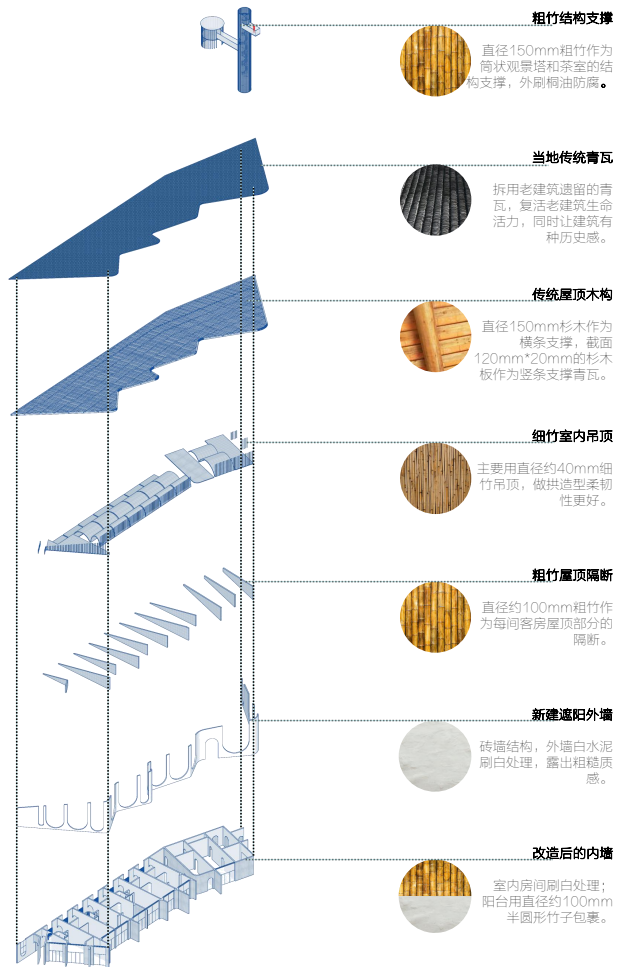 粗竹结构支撑
直径150mm粗竹作为
筒状观景塔和茶室的结
构支撑，外刷桐油防腐。
当地传统青瓦
拆用老建筑遗留的青
瓦，复活老建筑生命
活力，同时让建筑有
种历史感。
传统屋顶木构
直径150mm杉木作为
横条支撑，截面
120mm*20mm的杉木
板作为竖条支撑青瓦。
细竹室内吊顶
主要用直径约40mm细
竹吊顶，做拱造型柔韧
性更好。
粗竹屋顶隔断
直径约100mm粗竹作
为每间客房屋顶部分的
隔断。
新建遮阳外墙
砖墙结构，外墙白水泥
刷白处理，露出粗糙质
感。
改造后的内墙
室内房间刷白处理；
阳台用直径约100mm
半圆形竹子包裹。